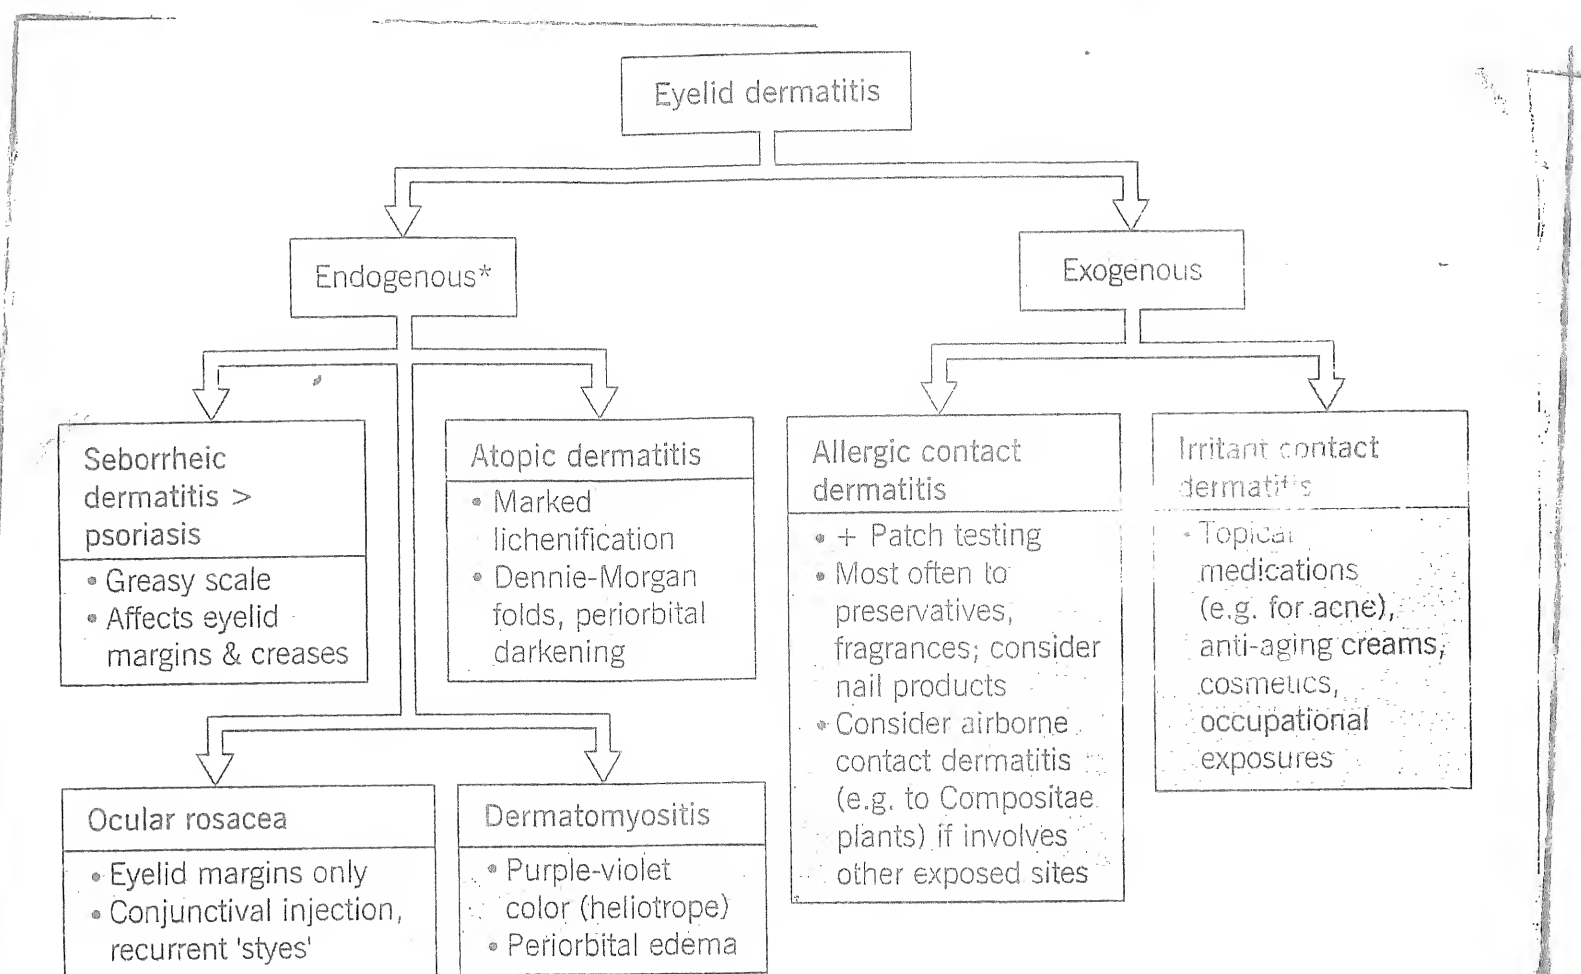 Eyelid dermatitis
Endogenous*
Exogenous
Seborrheic
dermatitis >
psoriasis
• Greasy scale
• Affects eyelid
margins & creases
Atopic dermatitis
• Marked
lichenification
• Dennie-Morgan
folds, periorbital
darkening
Allergic contact
dermatitis
• + Patch testing
• Most often to
preservatives,
fragrances; consider
nail products
• Consider airborne
contact dermatitis
(e.g. to Compositae
plants) if involves
other exposed sites
Irritant contact
dermatitis
• Topical
medications
(e.g. for acne),
anti-aging creams,
cosmetics,
occupational
exposures
Ocular rosacea
• Eyelid margins only
• Conjunctival injection,
recurrent 'styes'
Dermatomyositis
• Purple-violet
color (heliotrope)
• Periorbital edema